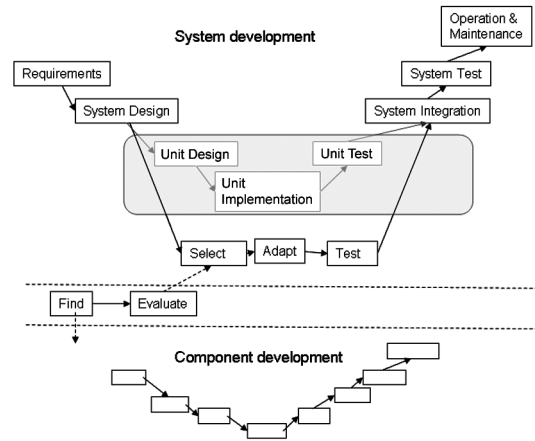 Operation &
Maintenance
System development
Requirements
System Test
System Design
System Integration
Unit Design
Unit Test
Unit
Implementation
Select
Adapt
Test
Find
Evaluate
Component development